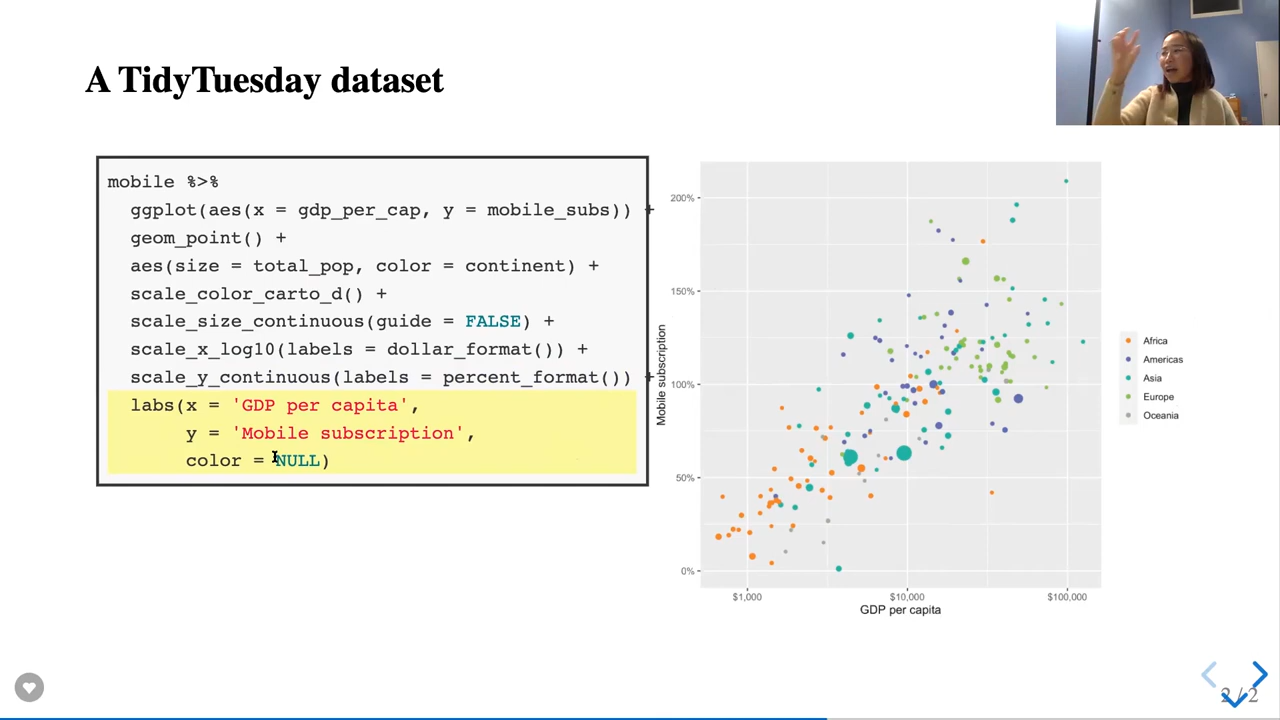 A TidyTuesday dataset
mobile %>%
ggplot(aes(x = gdp_per_cap, y = mobile_subs)) +
geom_point() +
aes(size = total_pop, color = continent) +
scale_color_carto_d() +
scale_size_continuous(guide = FALSE) +
scale_x_log10(labels = dollar_format()) +
scale_y_continuous(labels = percent_format()) +
labs(x = 'GDP per capita',
y = 'Mobile subscription',
color = NULL)
Mobile subscription
200%
150%
100%
50%
0%
$1,000
$10,000
$100,000
GDP per capita
Africa
Americas
Asia
Europe
Oceania
2 / 2